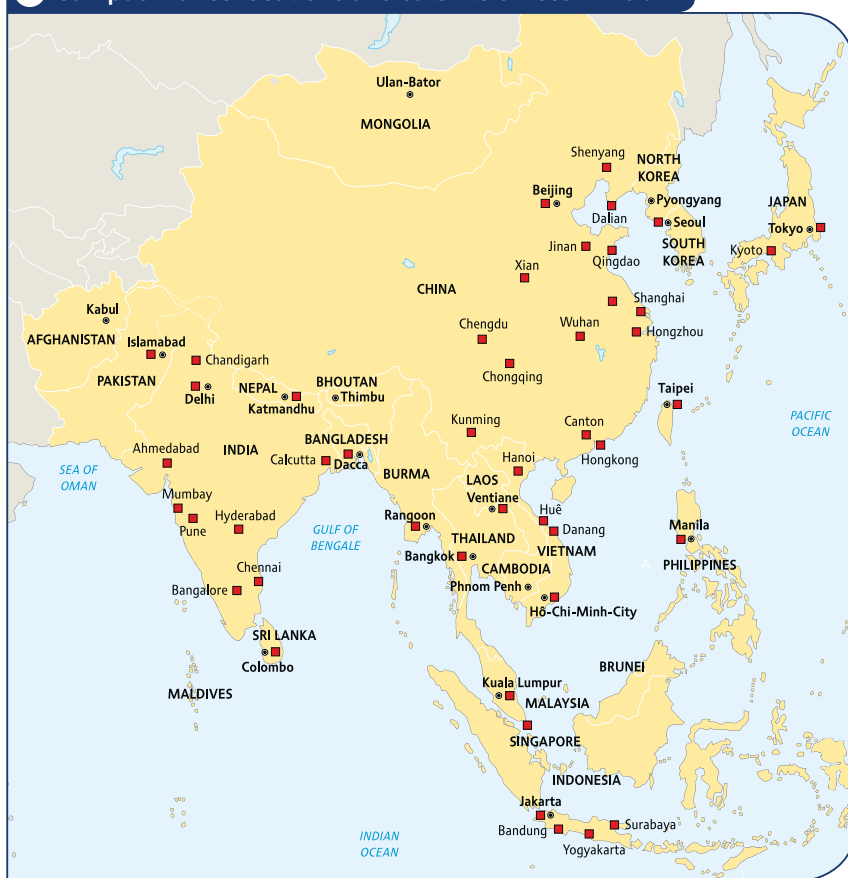 Ulan-Bator
MONGOLIA
Shenyang
NORTH
KOREA
Beijing
Pyongyang
JAPAN
Dalian
Seoul
Tokyo
Jinan
SOUTH
KOREA
Kyoto
Qingdao
Xian
CHINA
Shanghai
Kabul
Chengdu
Wuhan
Hongzhou
AFGHANISTAN
Islamabad
Chandigarh
Chongqing
PAKISTAN
NEPAL
BHOUTAN
Taipei
Delhi
Thimbu
Katmandhu
PACIFIC
OCEAN
Kunming
Canton
BANGLADESH
Ahmedabad
INDIA
Hongkong
Calcutta
Dacca
Hanoi
SEA OF
OMAN
BURMA
LAOS
Mumbay
Ventiane
Huê
Pune
Hyderabad
Rangoon
Manila
GULF OF
BENGALE
Danang
THAILAND
VIETNAM
Bangkok
CAMBODIA
PHILIPPINES
Chennai
Phnom Penh
Bangalore
Hô-Chi-Minh-City
SRI LANKA
Colombo
BRUNEI
Kuala Lumpur
MALDIVES
MALAYSIA
SINGAPORE
INDONESIA
Jakarta
Bandung
Surabaya
INDIAN
OCEAN
Yogyakarta